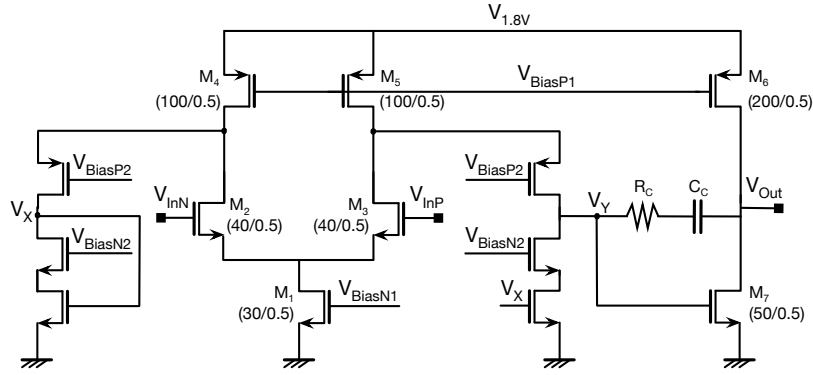 V1.8V
M4
(100/0.5)
M5
(100/0.5)
VBiasP1
M6
(200/0.5)
VBiasP2
VInN
M2
(40/0.5)
M3
(40/0.5)
VInP
VBiasP2
VX
VBiasN2
VY
RC
CC
VOut
VBiasN2
M1
(30/0.5)
VBiasN1
VX
M7
(50/0.5)